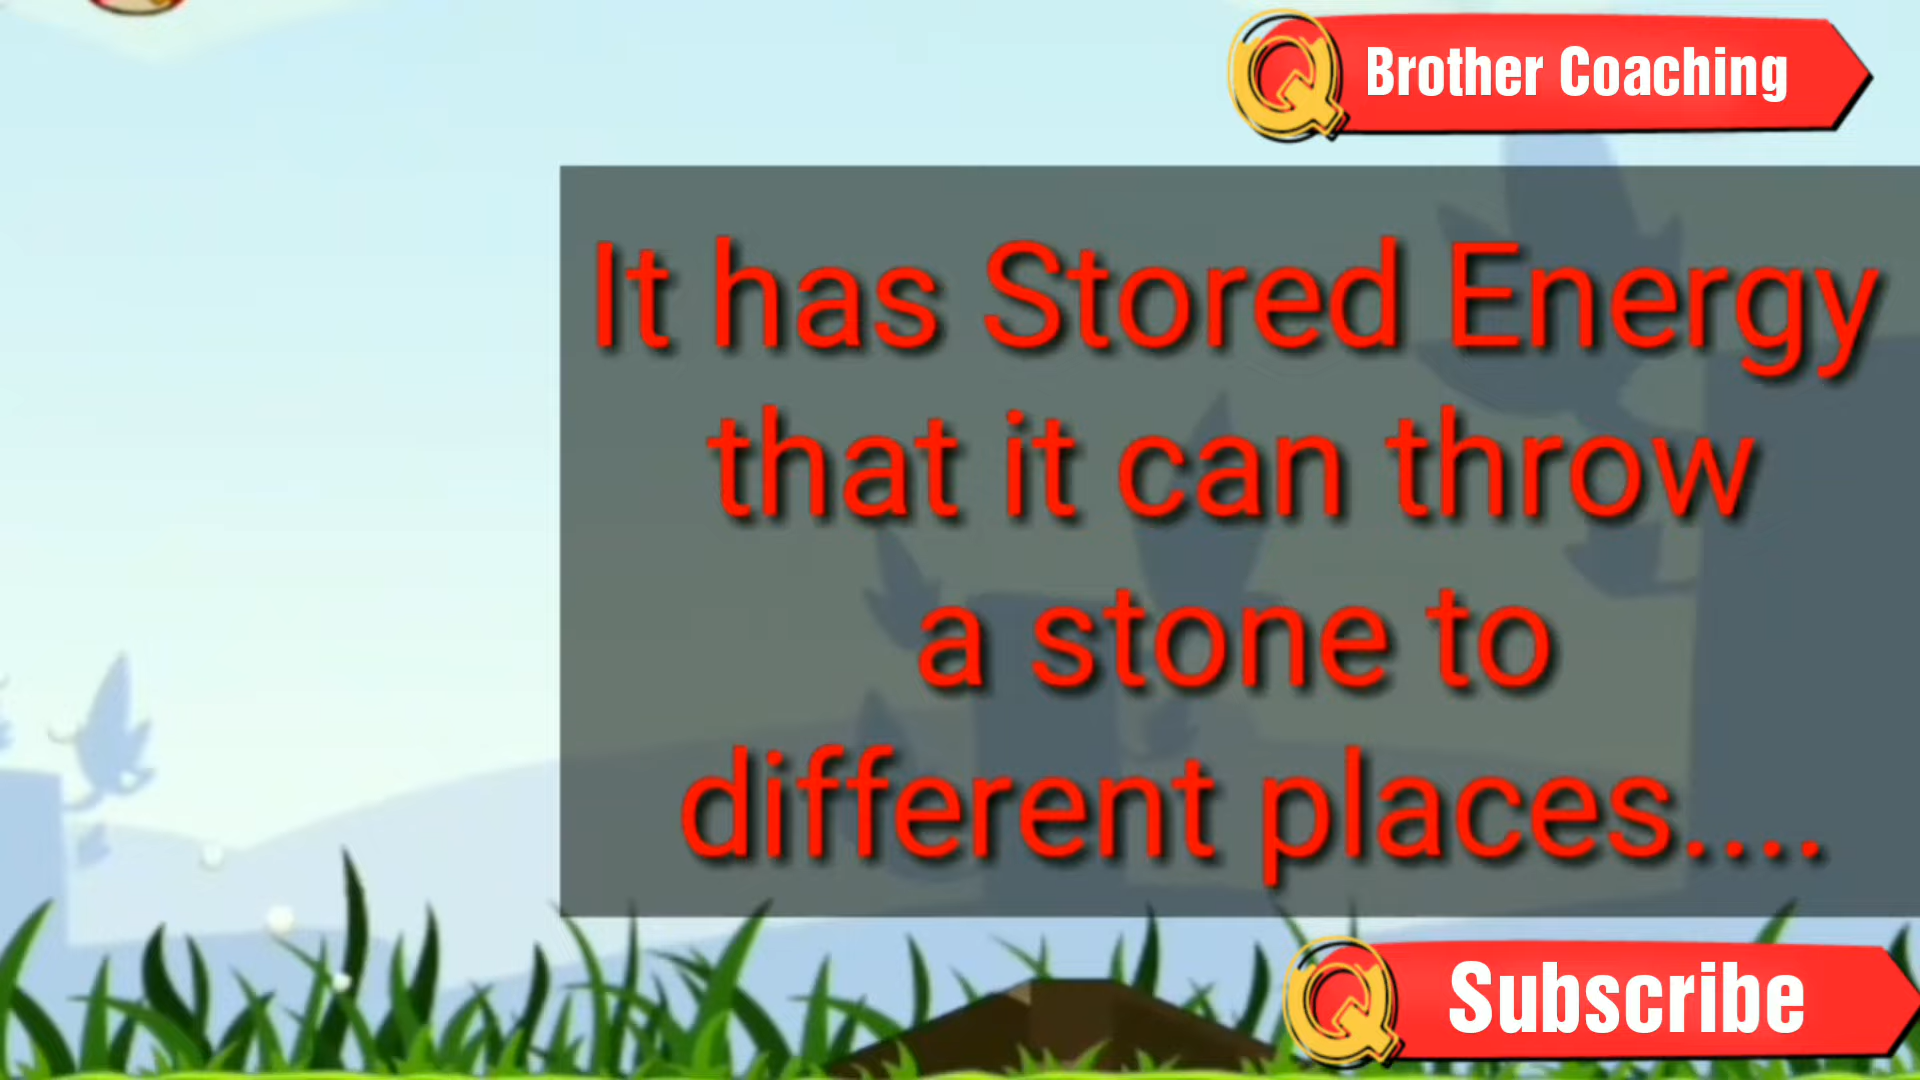 Brother Coaching
It has Stored Energy
that it can throw
a stone to
different places....
Subscribe